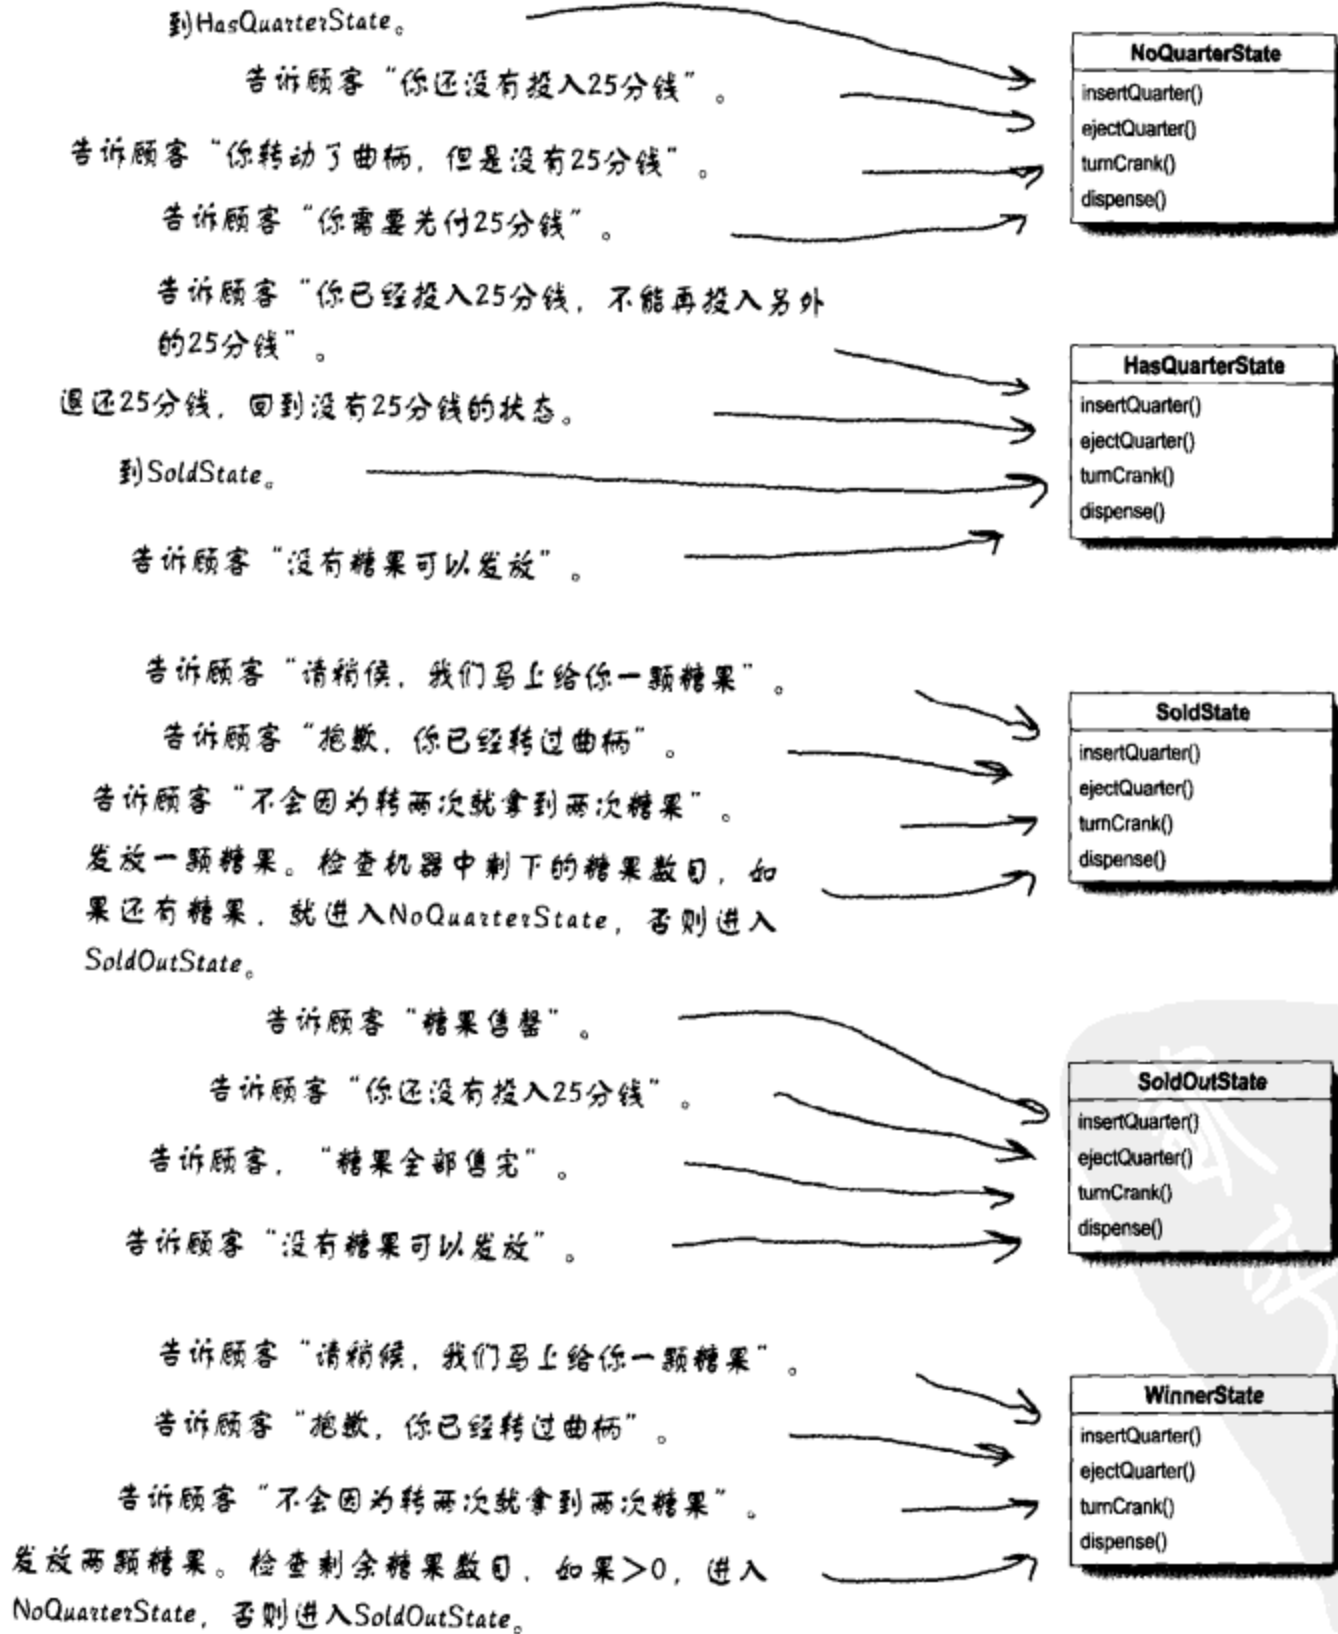 到HasQuarterState。
告诉顾客“你还没有投入25分钱”。
告诉顾客“你转动了曲柄，但是没有25分钱”。
告诉顾客“你需要先付25分钱”。
NoQuarterState
insertQuarter()
ejectQuarter()
turnCrank()
dispense()
告诉顾客“你已经投入25分钱，不能再投入另外
的25分钱”。
退还25分钱，回到没有25分钱的状态。
到SoldState。
告诉顾客“没有糖果可以发放”。
HasQuarterState
insertQuarter()
ejectQuarter()
turnCrank()
dispense()
告诉顾客“请稍候，我们马上给你一颗糖果”。
告诉顾客“抱歉，你已经转过曲柄”。
告诉顾客“不会因为转两次就拿到两次糖果”。
发放一颗糖果。检查机器中剩下的糖果数目，如
果还有糖果，就进入NoQuarterState，否则进入
SoldOutState。
SoldState
insertQuarter()
ejectQuarter()
turnCrank()
dispense()
告诉顾客“糖果售罄”。
告诉顾客“你还没有投入25分钱”。
告诉顾客，“糖果全部售完”。
告诉顾客“没有糖果可以发放”。
SoldOutState
insertQuarter()
ejectQuarter()
turnCrank()
dispense()
告诉顾客“请稍候，我们马上给你一颗糖果”。
告诉顾客“抱歉，你已经转过曲柄”。
告诉顾客“不会因为转两次就拿到两次糖果”。
发放两颗糖果。检查剩余糖果数目，如果＞0，进入
NoQuarterState，否则进入SoldOutState。
WinnerState
insertQuarter()
ejectQuarter()
turnCrank()
dispense()